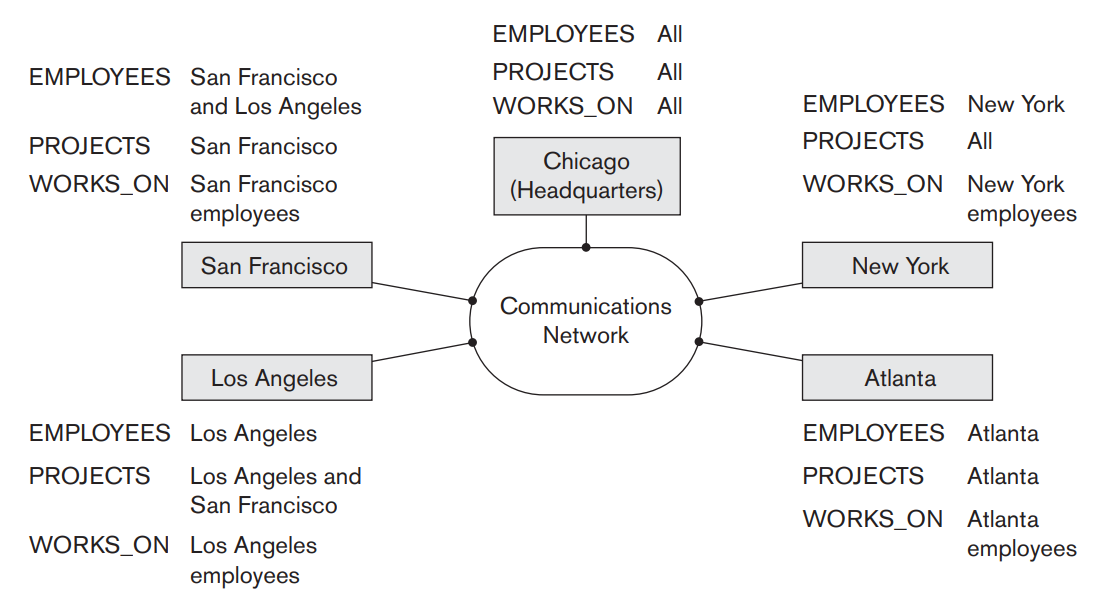 EMPLOYEES All
PROJECTS All
WORKS_ON All
Chicago
(Headquarters)
EMPLOYEES San Francisco
and Los Angeles
PROJECTS San Francisco
WORKS_ON San Francisco
employees
San Francisco
EMPLOYEES New York
PROJECTS All
WORKS_ON New York
employees
New York
Communications
Network
Los Angeles
EMPLOYEES Los Angeles
PROJECTS Los Angeles and
San Francisco
WORKS_ON Los Angeles
employees
Atlanta
EMPLOYEES Atlanta
PROJECTS Atlanta
WORKS_ON Atlanta
employees